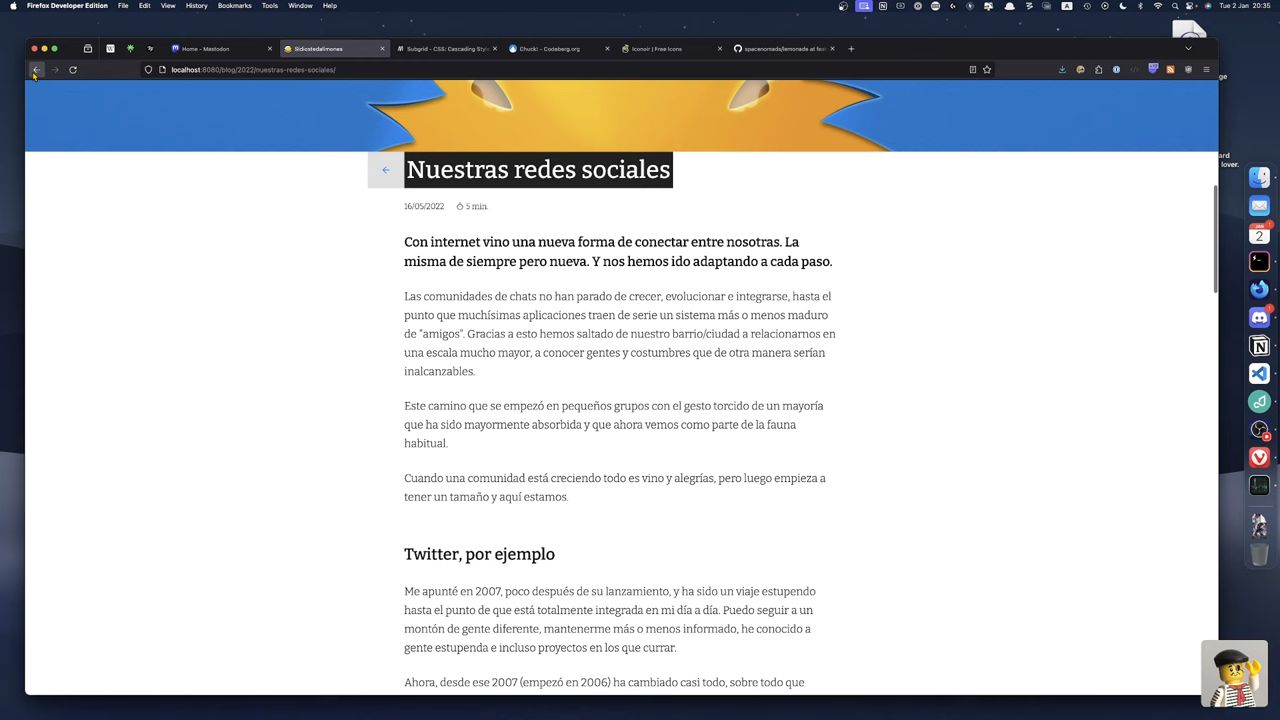 Firefox Developer Edition File Edit View History Bookmarks Tools Window Help
Tue 2 Jan 20:35
Home - Mastodon
Sidiostedalimones
Subgrid - CSS: Cascading Style
Chuck! - Codeberg.org
Iconoir | Free Icons
spacenomads/lemonade at feat
localhost:8080/blog/2022/nuestras-redes-sociales/
Nuestras redes sociales
16/05/2022 5 min.
Con internet vino una nueva forma de conectar entre nosotras. La
misma de siempre pero nueva. Y nos hemos ido adaptando a cada paso.
Las comunidades de chats no han parado de crecer, evolucionar e integrarse, hasta el
punto que muchísimas aplicaciones traen de serie un sistema más o menos maduro
de "amigos". Gracias a esto hemos saltado de nuestro barrio/ciudad a relacionarnos en
una escala mucho mayor, a conocer gentes y costumbres que de otra manera serían
inalcanzables.
Este camino que se empezó en pequeños grupos con el gesto torcido de un mayoría
que ha sido mayormente absorbida y que ahora vemos como parte de la fauna
habitual.
Cuando una comunidad está creciendo todo es vino y alegrías, pero luego empieza a
tener un tamaño y aquí estamos.
Twitter, por ejemplo
Me apunté en 2007, poco después de su lanzamiento, y ha sido un viaje estupendo
hasta el punto de que está totalmente integrada en mi día a día. Puedo seguir a un
montón de gente diferente, mantenerme más o menos informado, he conocido a
gente estupenda e incluso proyectos en los que currar.
Ahora, desde ese 2007 (empezó en 2006) ha cambiado casi todo, sobre todo que
lover.
JAN
2